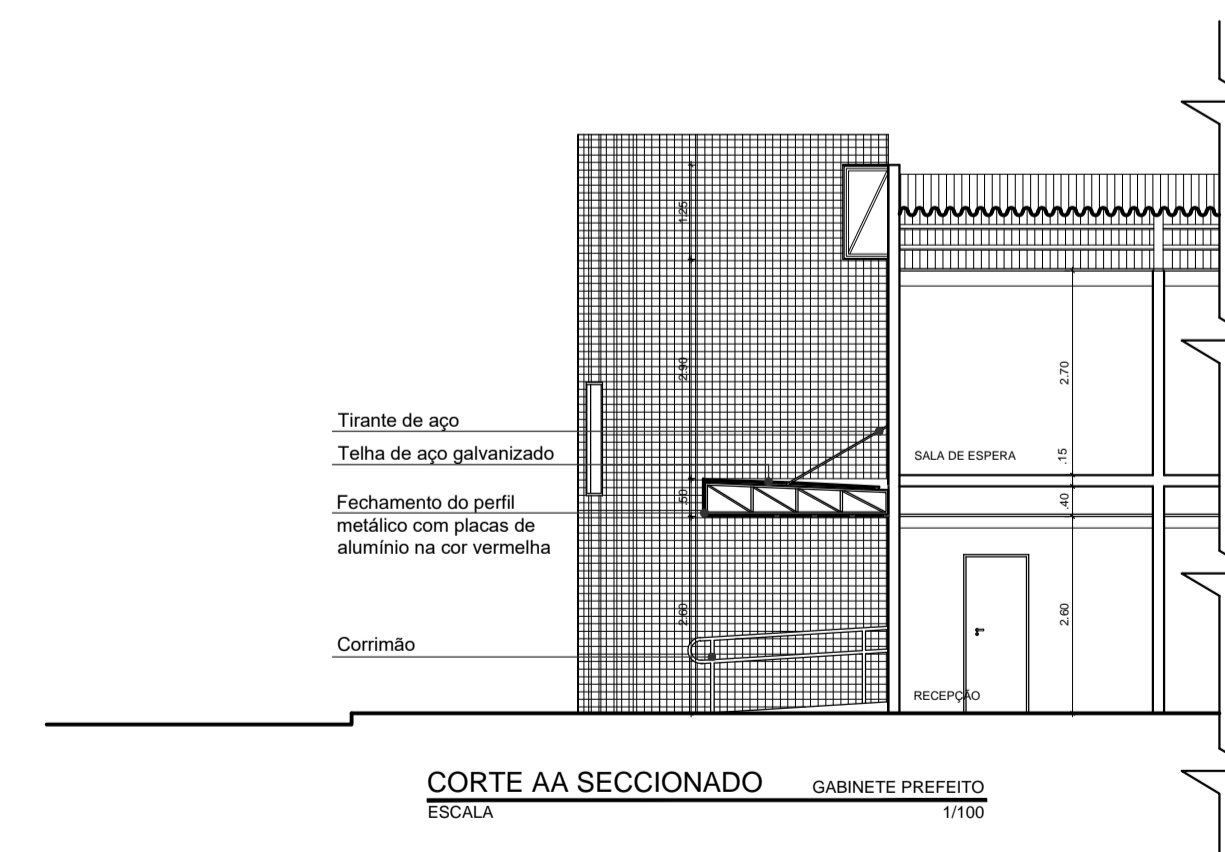 1.25
2.90
2.70
Tirante de aço
Telha de aço galvanizado
SALA DE ESPERA
.15
Fechamento do perfil
metálico com placas de
alumínio na cor vermelha
.50
.40
2.60
2.60
Corrimão
RECEPÇÃO
CORTE AA SECCIONADO GABINETE PREFEITO
ESCALA 1/100